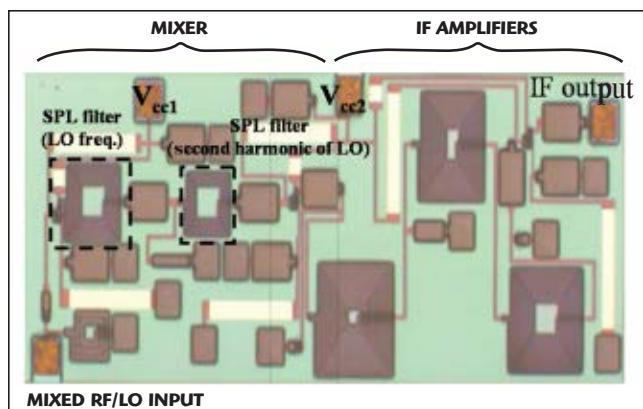 MIXER
IF AMPLIFIERS
Vcc1
Vcc2
IF output
SPL filter
(LO freq.)
SPL filter
(second harmonic of LO)
MIXED RF/LO INPUT